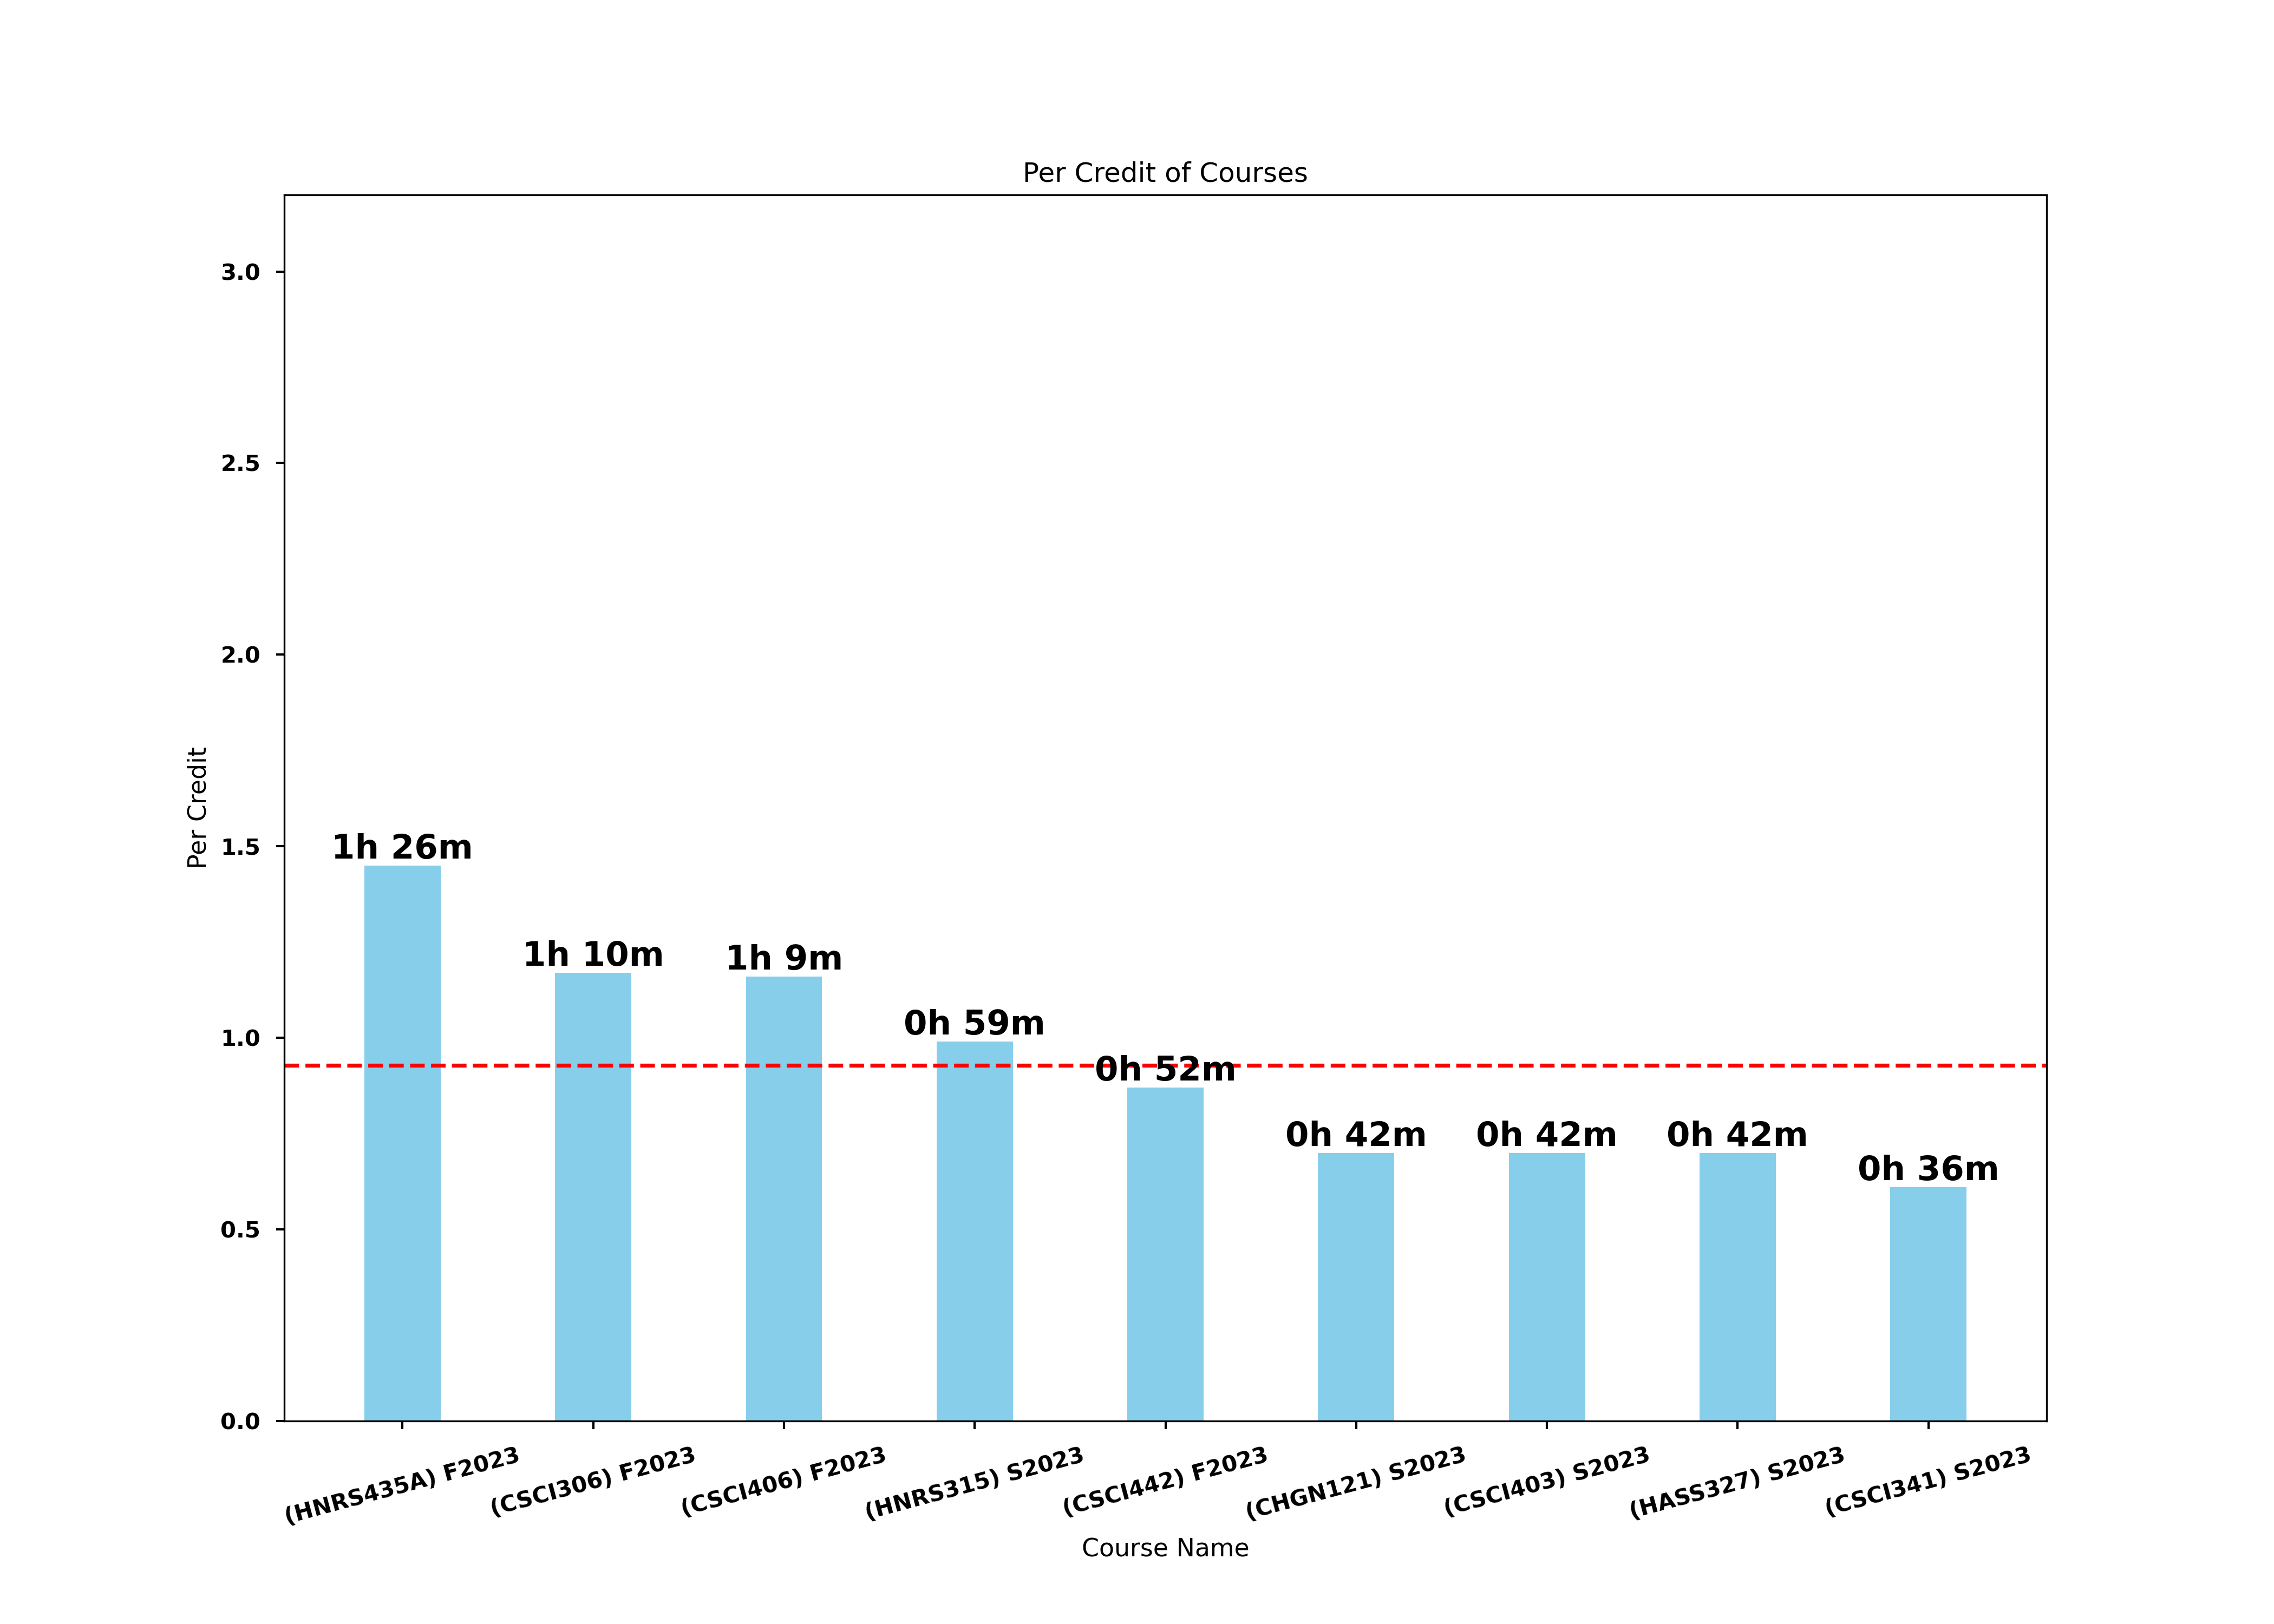 Per Credit of Courses
Per Credit
3.0
2.5
2.0
1.5
1.0
0.5
0.0
1h 26m
1h 10m
1h 9m
0h 59m
0h 52m
0h 42m
0h 42m
0h 42m
0h 36m
(HNRS435A) F2023
(CSCI306) F2023
(CSCI406) F2023
(HNRS315) S2023
(CSCI442) F2023
(CHGN121) S2023
(CSCI403) S2023
(HASS327) S2023
(CSCI341) S2023
Course Name